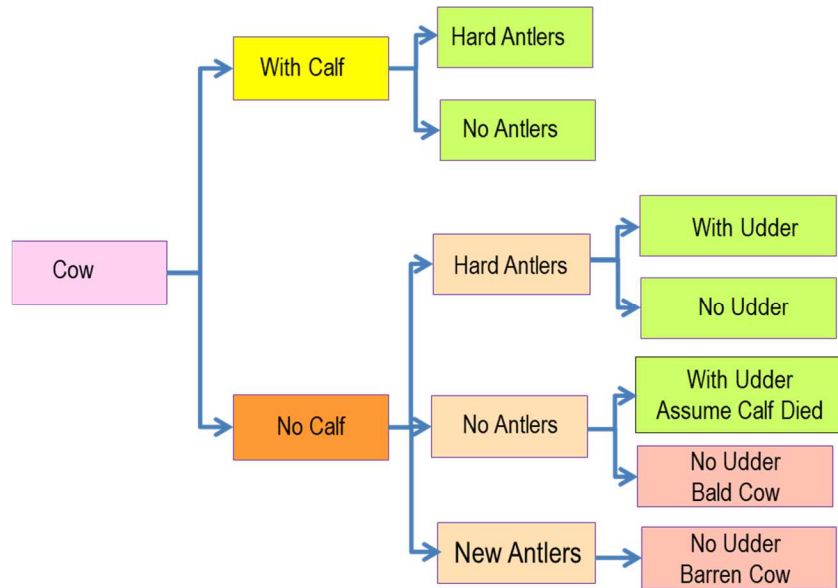 Cow
With Calf
Hard Antlers
No Antlers
No Calf
Hard Antlers
With Udder
No Udder
No Antlers
With Udder
Assume Calf Died
No Udder
Bald Cow
New Antlers
No Udder
Barren Cow